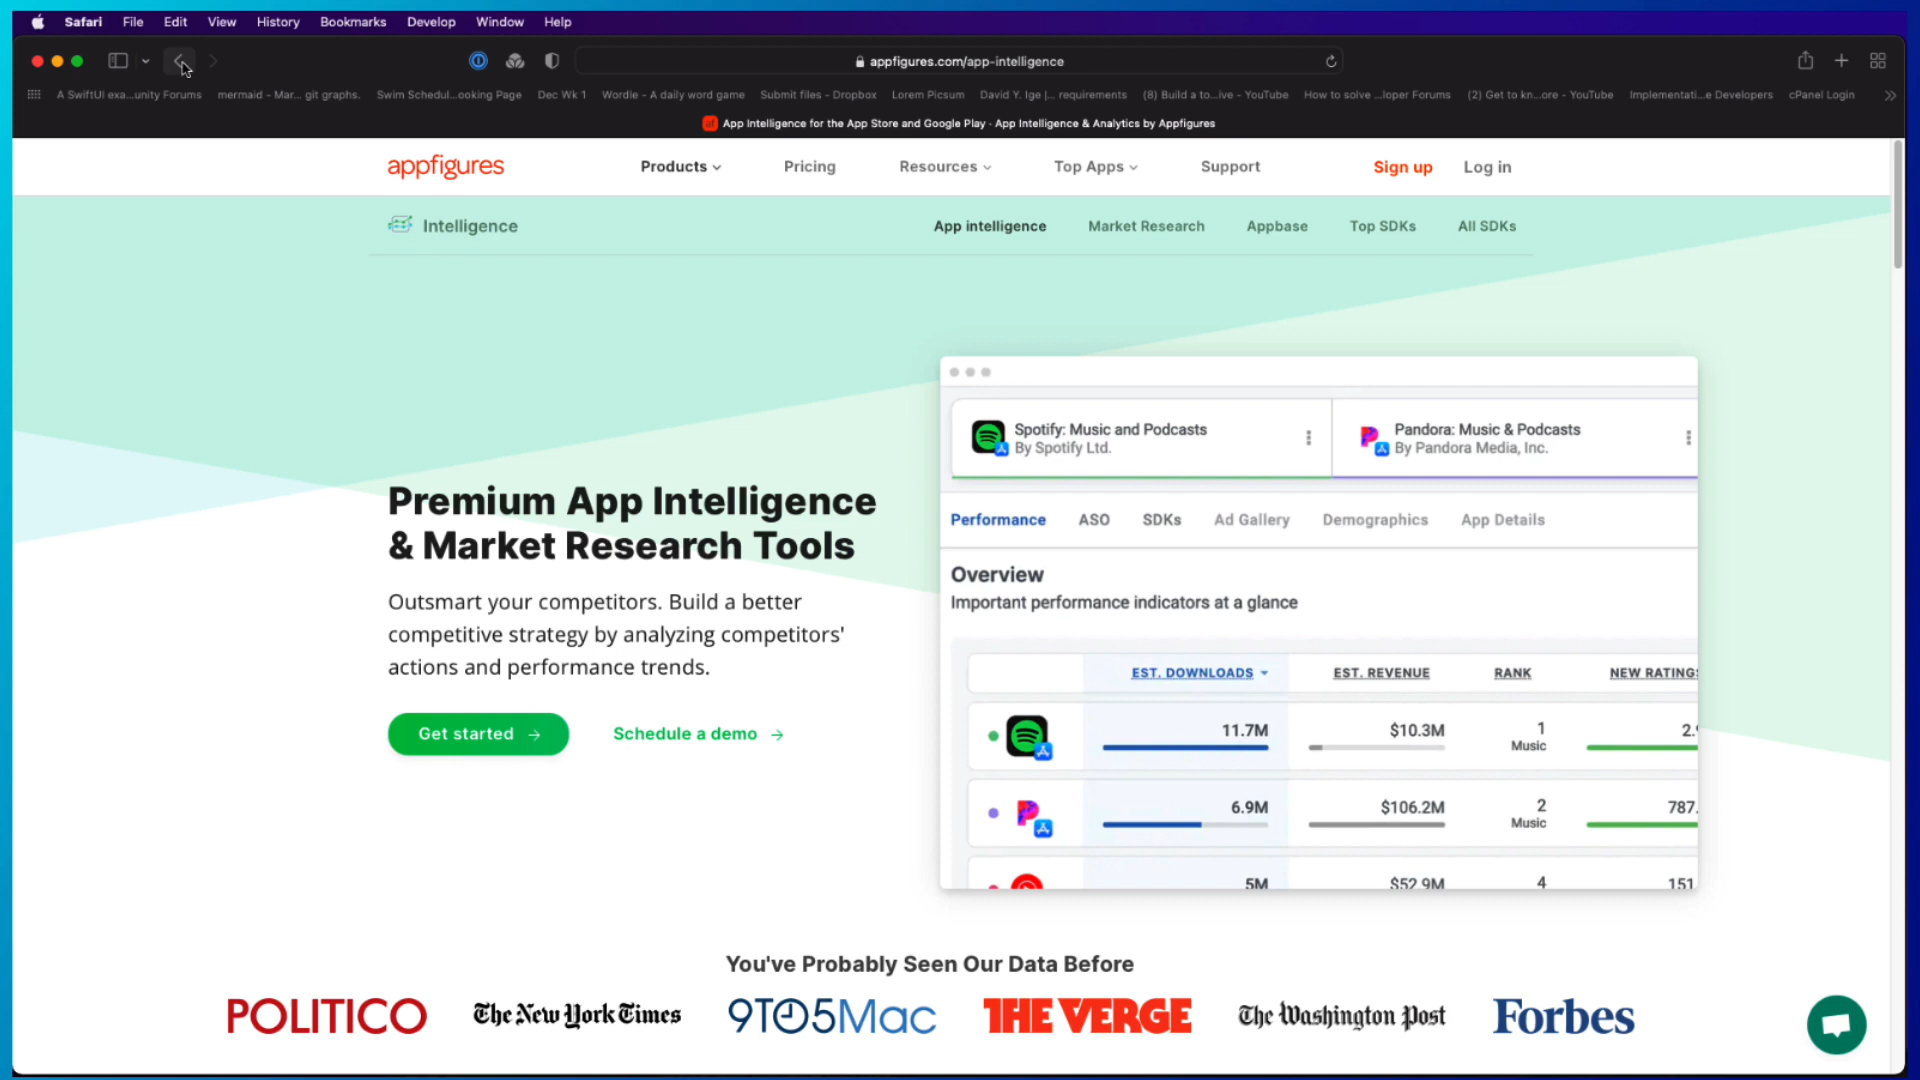 Safari File Edit View History Bookmarks Develop Window Help
appfigures.com/app-intelligence
A SwiftUI exa...unity Forums mermaid - Mar... git graphs. Swim Schedul...ooking Page Dec Wk 1 Wordle - A daily word game Submit files - Dropbox Lorem Picsum David Y. Ige |... requirements (8) Build a to...ive - YouTube How to solve ...loper Forums (2) Get to kn...ore - YouTube Implementati...e Developers cPanel Login
App Intelligence for the App Store and Google Play · App Intelligence & Analytics by Appfigures
appfigures Products Pricing Resources Top Apps Support Sign up Log in
Intelligence App intelligence Market Research Appbase Top SDKs All SDKs
Premium App Intelligence
& Market Research Tools
Outsmart your competitors. Build a better
competitive strategy by analyzing competitors'
actions and performance trends.
Get started → Schedule a demo →
Spotify: Music and Podcasts
By Spotify Ltd.
Pandora: Music & Podcasts
By Pandora Media, Inc.
Performance ASO SDKs Ad Gallery Demographics App Details
Overview
Important performance indicators at a glance
EST. DOWNLOADS EST. REVENUE RANK NEW RATINGS
11.7M $10.3M 1 2.
Music
6.9M $106.2M 2 787.
Music
5M $52.9M 4 151
You've Probably Seen Our Data Before
POLITICO The New York Times 9TO5Mac THE VERGE The Washington Post Forbes